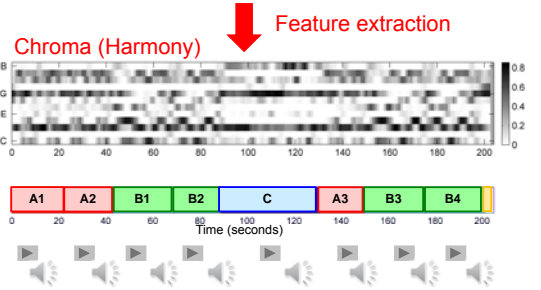 Feature extraction
Chroma (Harmony)
B
G
E
C
0.8
0.6
0.4
0.2
0
0 20 40 60 80 100 120 140 160 180 200
A1 A2 B1 B2 C A3 B3 B4
0 20 40 60 80 100 120 140 160 180 200
Time (seconds)